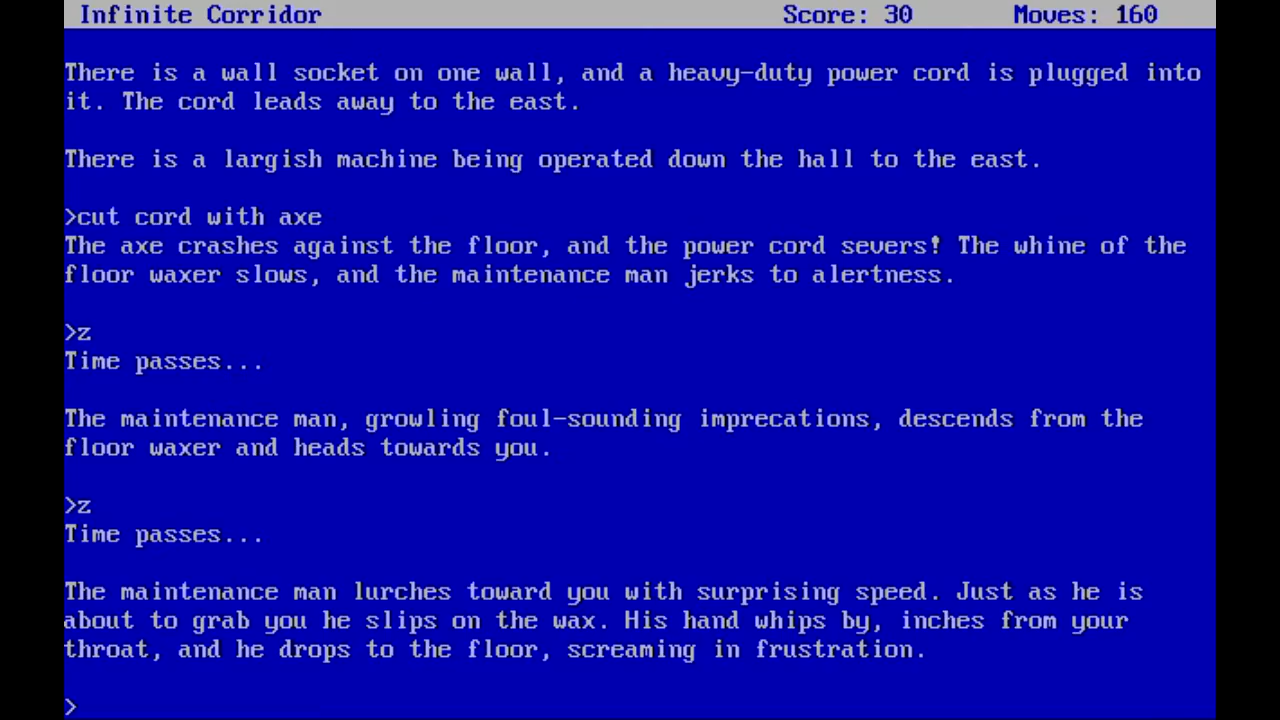 Infinite Corridor Score: 30 Moves: 160
There is a wall socket on one wall, and a heavy-duty power cord is plugged into
it. The cord leads away to the east.
There is a largish machine being operated down the hall to the east.
>cut cord with axe
The axe crashes against the floor, and the power cord severs! The whine of the
floor waxer slows, and the maintenance man jerks to alertness.
>z
Time passes...
The maintenance man, growling foul-sounding imprecations, descends from the
floor waxer and heads towards you.
>z
Time passes...
The maintenance man lurches toward you with surprising speed. Just as he is
about to grab you he slips on the wax. His hand whips by, inches from your
throat, and he drops to the floor, screaming in frustration.
>